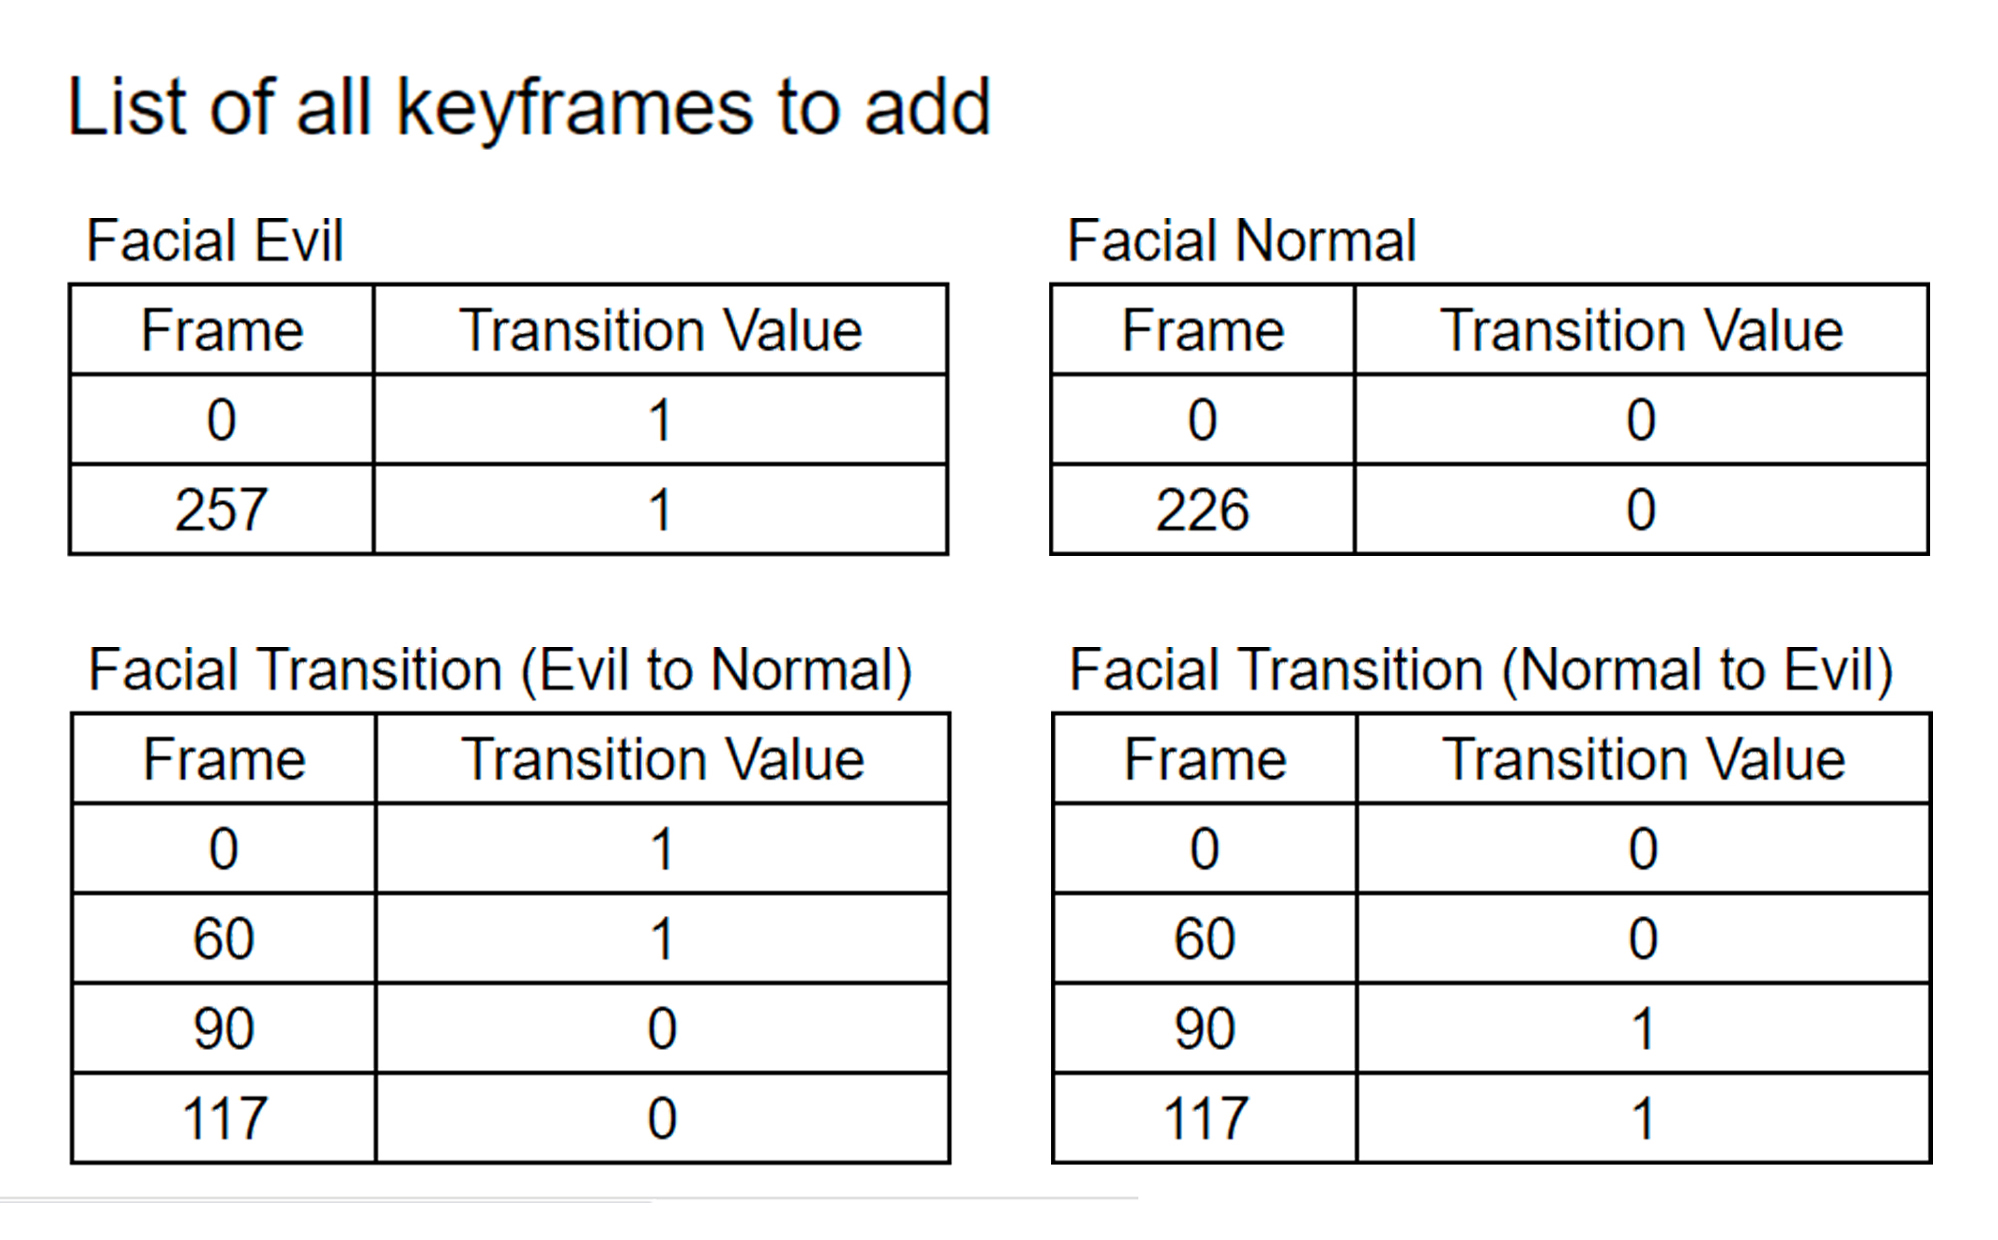 List of all keyframes to add
Facial Evil
Frame Transition Value
0 1
257 1
Facial Normal
Frame Transition Value
0 0
226 0
Facial Transition (Evil to Normal)
Frame Transition Value
0 1
60 1
90 0
117 0
Facial Transition (Normal to Evil)
Frame Transition Value
0 0
60 0
90 1
117 1